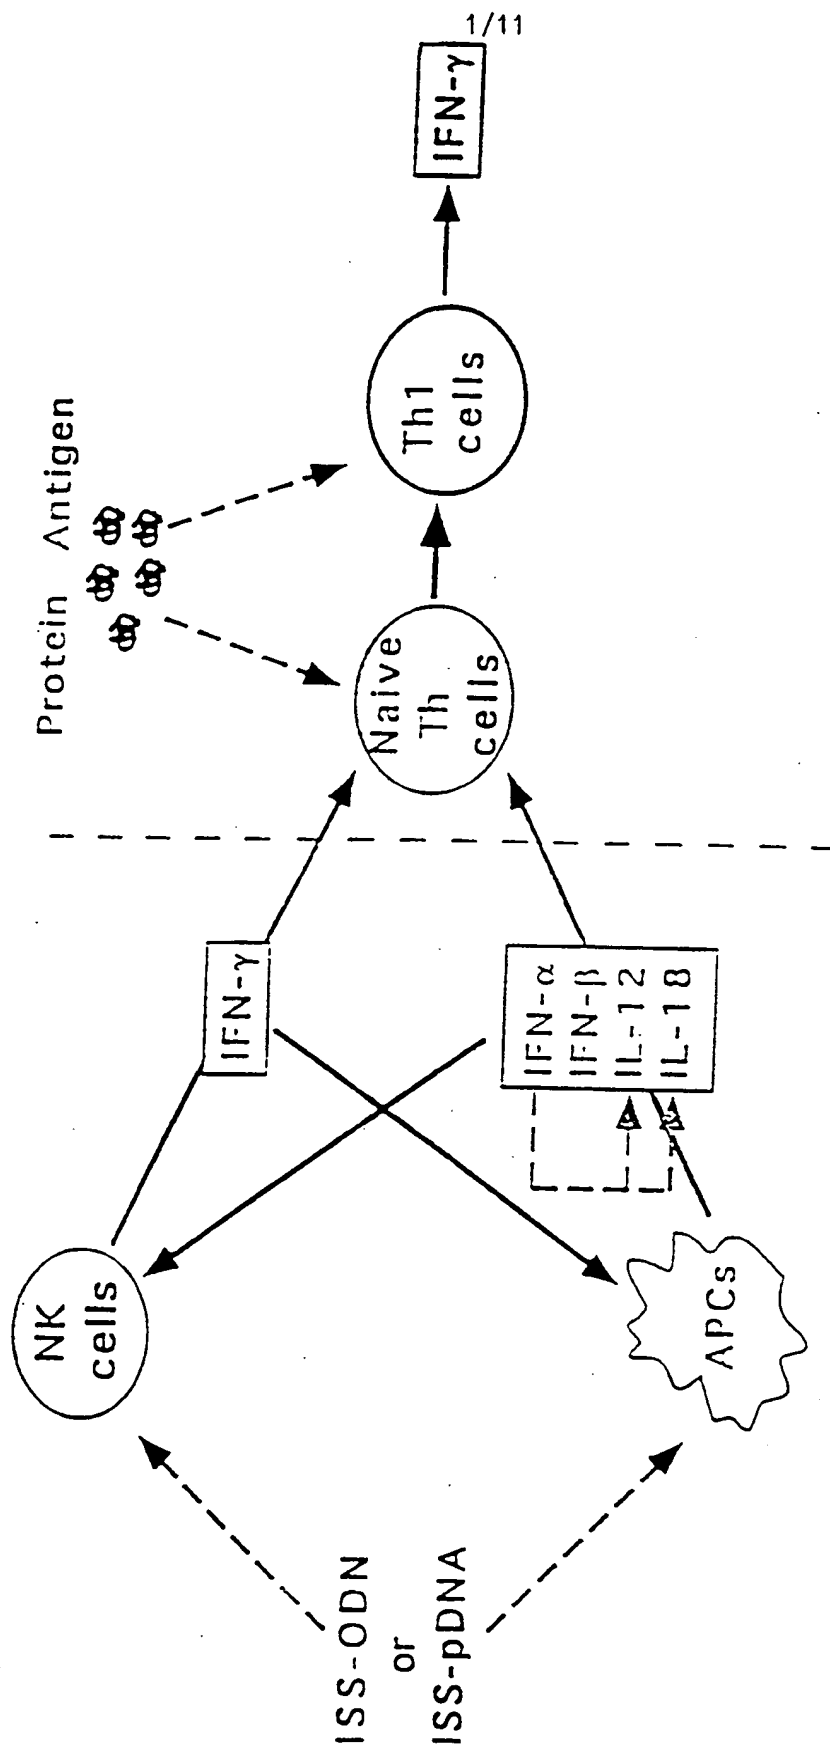 1/11
ISS-ODN
or
ISS-pDNA
NK
cells
APCs
IFN-γ
IFN-α
IFN-β
IL-12
IL-18
Protein Antigen
Naive
Th
cells
Th1
cells
IFN-γ